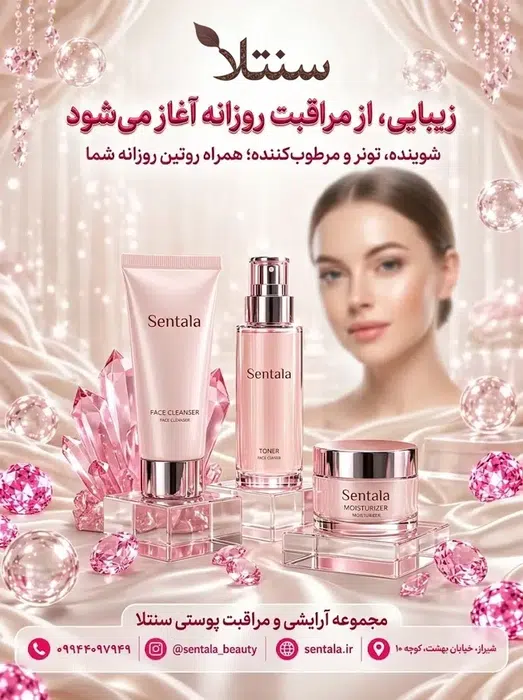 سنتلا
زیبایی، از مراقبت روزانه آغاز می‌شود
شوینده، تونر و مرطوب‌کننده؛ همراه روتین روزانه شما
Sentala
FACE CLEANSER
Sentala
TONER
Sentala
MOISTURIZER
مجموعه آرایشی و مراقبت پوستی سنتلا
۰۹۹۴۴۰۹۷۹۴۹
@sentala_beauty
sentala.ir
شیراز، خیابان بهشت، کوچه ۱۰